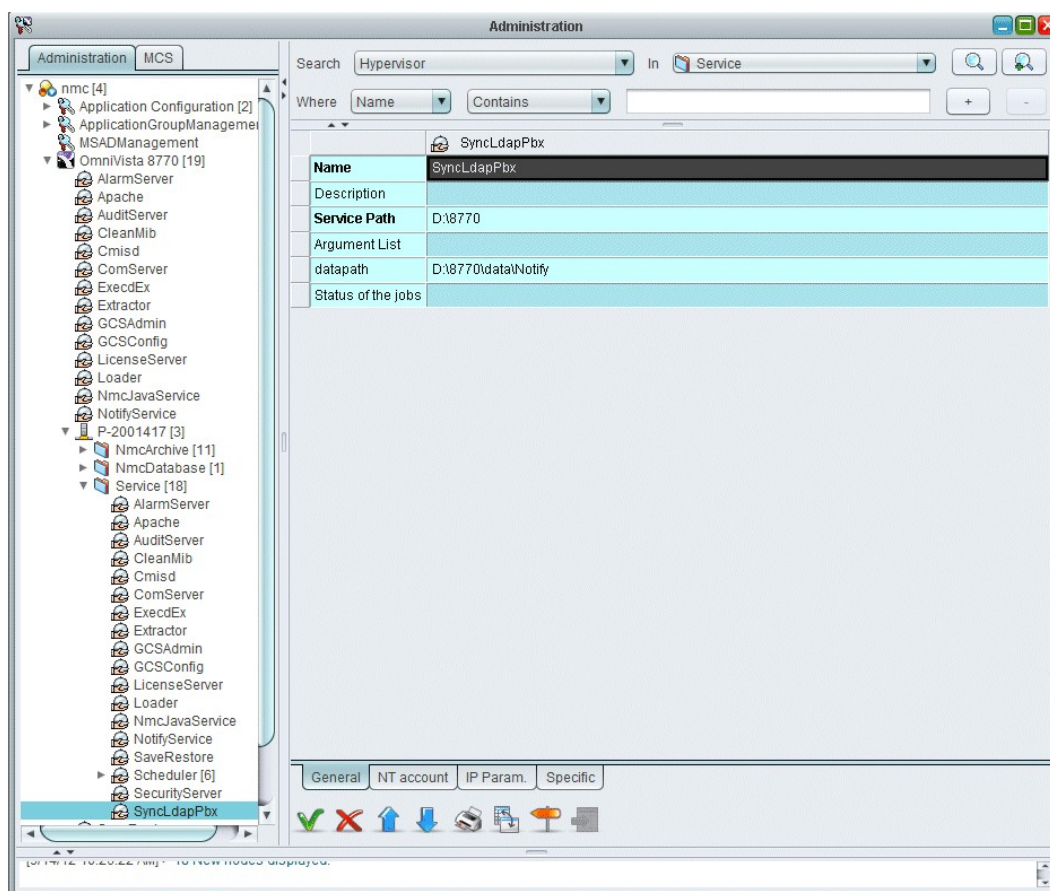 Administration
Administration
MCS
nmc [4]
Application Configuration [2]
ApplicationGroupManagemer
MSADManagement
OmniVista 8770 [19]
AlarmServer
Apache
AuditServer
CleanMib
Cmisd
ComServer
ExecdEx
Extractor
GCSAdmin
GCSConfig
LicenseServer
Loader
NmcJavaService
NotifyService
P-2001417 [3]
NmcArchive [11]
NmcDatabase [1]
Service [18]
AlarmServer
Apache
AuditServer
CleanMib
Cmisd
ComServer
ExecdEx
Extractor
GCSAdmin
GCSConfig
LicenseServer
Loader
NmcJavaService
NotifyService
SaveRestore
Scheduler [6]
SecurityServer
SyncLdapPbx
Search Hypervisor In Service
Where Name Contains + -
SyncLdapPbx
Name SyncLdapPbx
Description
Service Path D:\8770
Argument List
datapath D:\8770\data\Notify
Status of the jobs
General NT account IP Param. Specific
New nodes displayed.